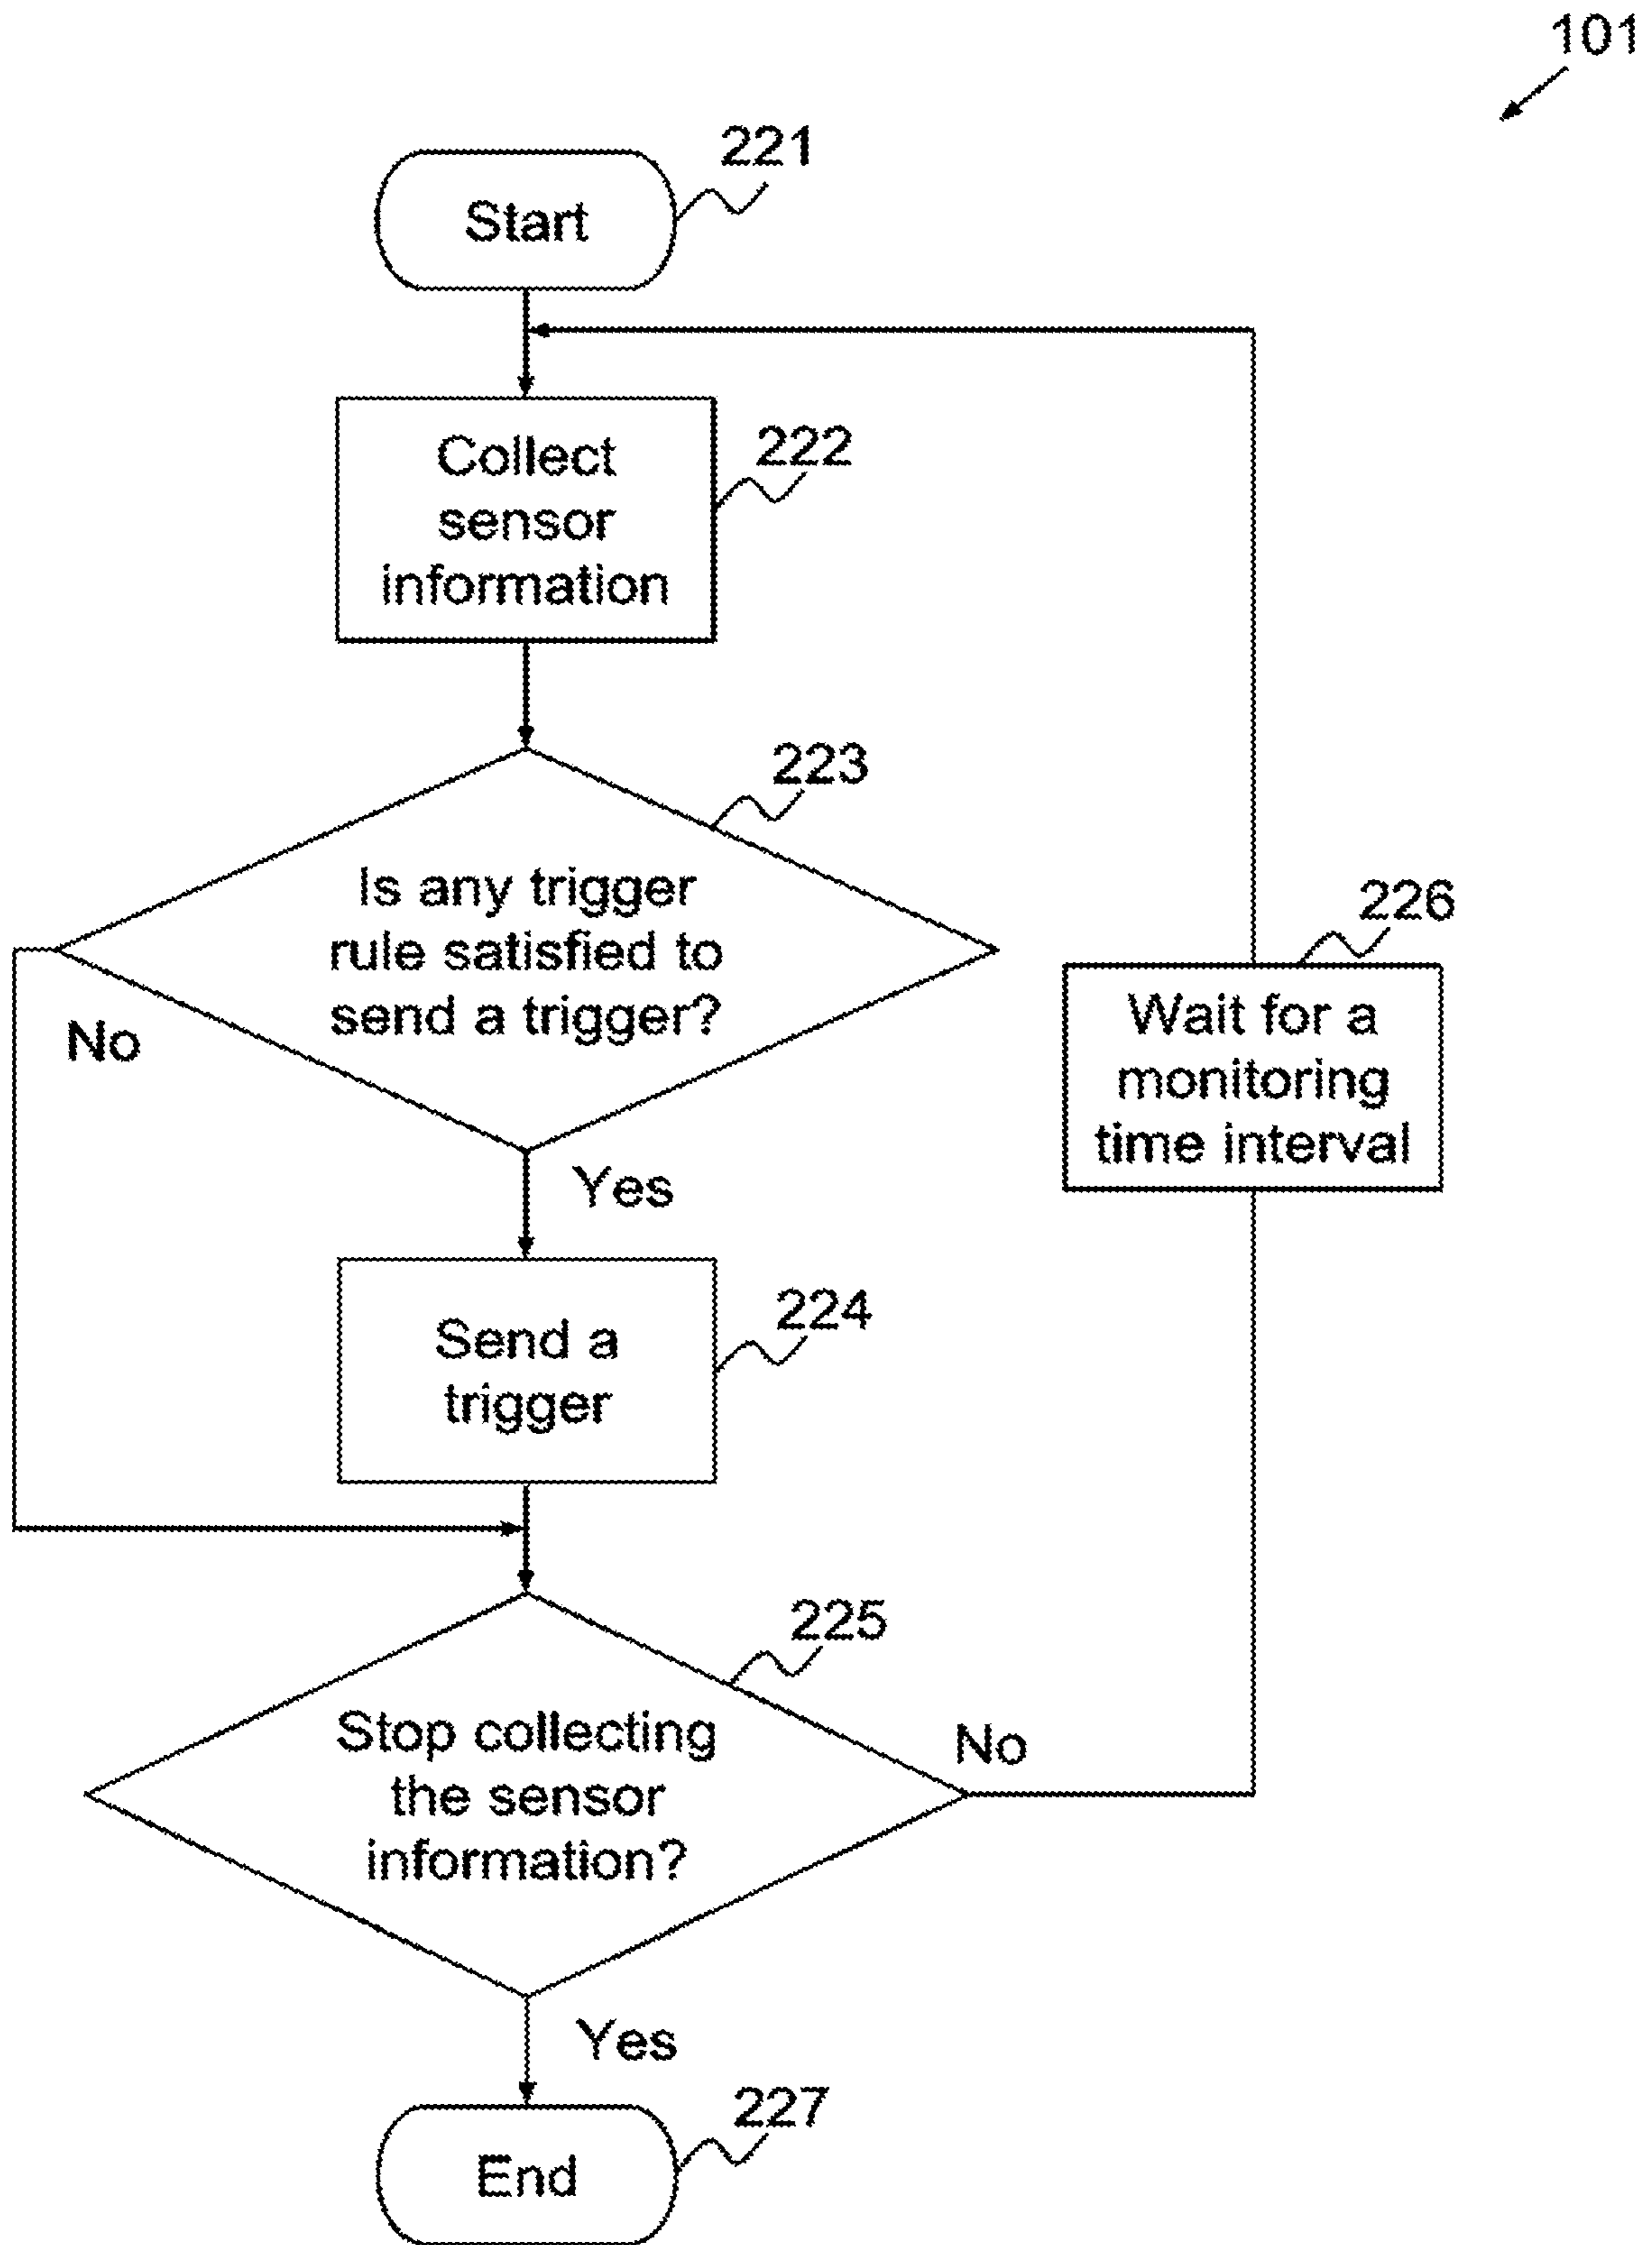 101
221
Start
222
Collect
sensor
information
223
Is any trigger
rule satisfied to
send a trigger?
No
Yes
226
Wait for a
monitoring
time interval
224
Send a
trigger
225
Stop collecting
the sensor
information?
No
Yes
227
End